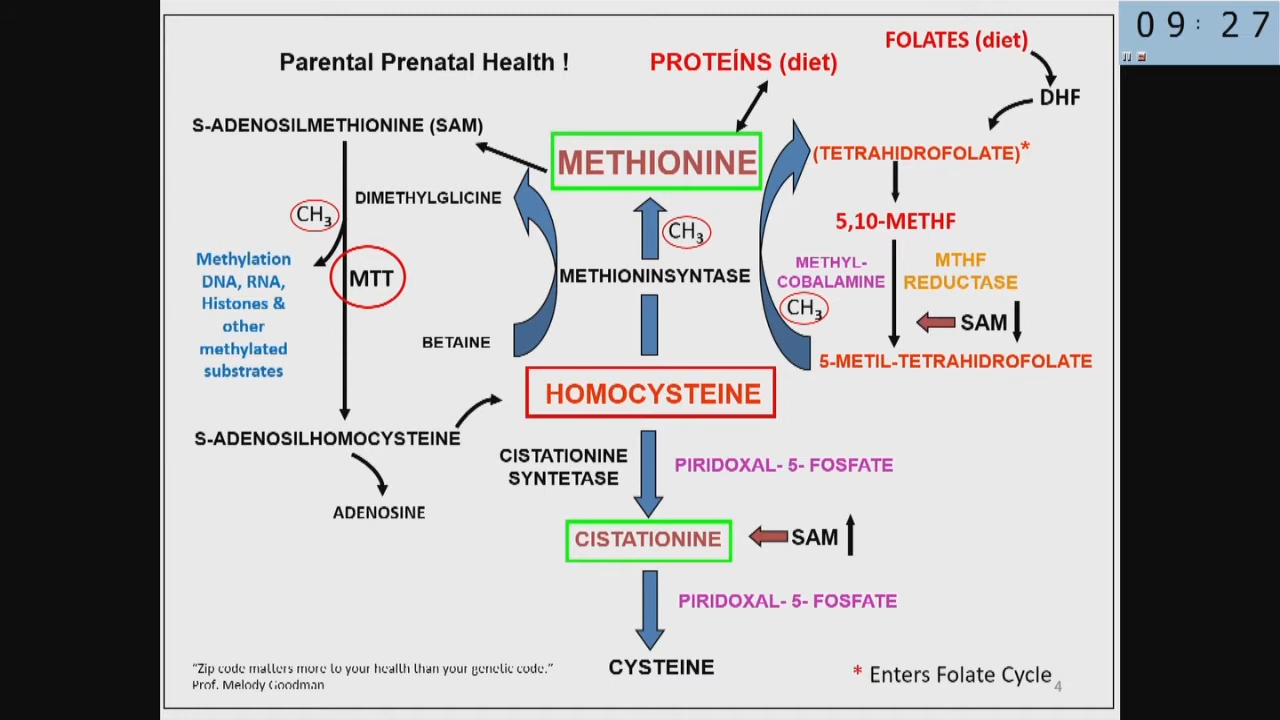 09:27
Parental Prenatal Health !
PROTEÍNS (diet)
FOLATES (diet)
DHF
S-ADENOSILMETHIONINE (SAM)
METHIONINE
(TETRAHIDROFOLATE)*
DIMETHYLGLICINE
CH3
CH3
5,10-METHF
Methylation
DNA, RNA,
Histones &
other
methylated
substrates
MTT
METHIONINSYNTASE
METHYL-
COBALAMINE
CH3
MTHF
REDUCTASE
SAM
BETAINE
5-METIL-TETRAHIDROFOLATE
HOMOCYSTEINE
S-ADENOSILHOMOCYSTEINE
CISTATIONINE
SYNTETASE
PIRIDOXAL- 5- FOSFATE
ADENOSINE
CISTATIONINE
SAM
PIRIDOXAL- 5- FOSFATE
CYSTEINE
"Zip code matters more to your health than your genetic code."
Prof. Melody Goodman
* Enters Folate Cycle
4